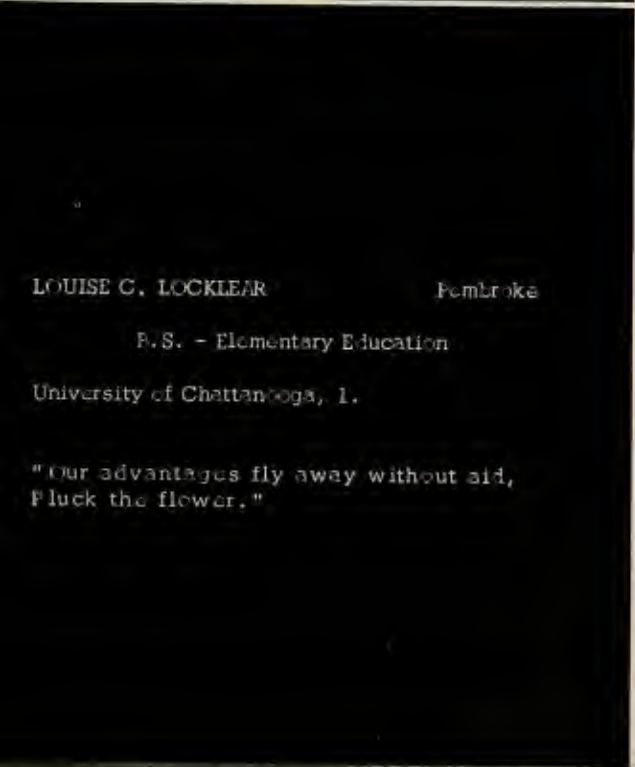 LOUISE C. LOCKLEAR Pembroke
B.S. - Elementary Education
University of Chattanooga, 1.
"Our advantages fly away without aid,
Pluck the flower."